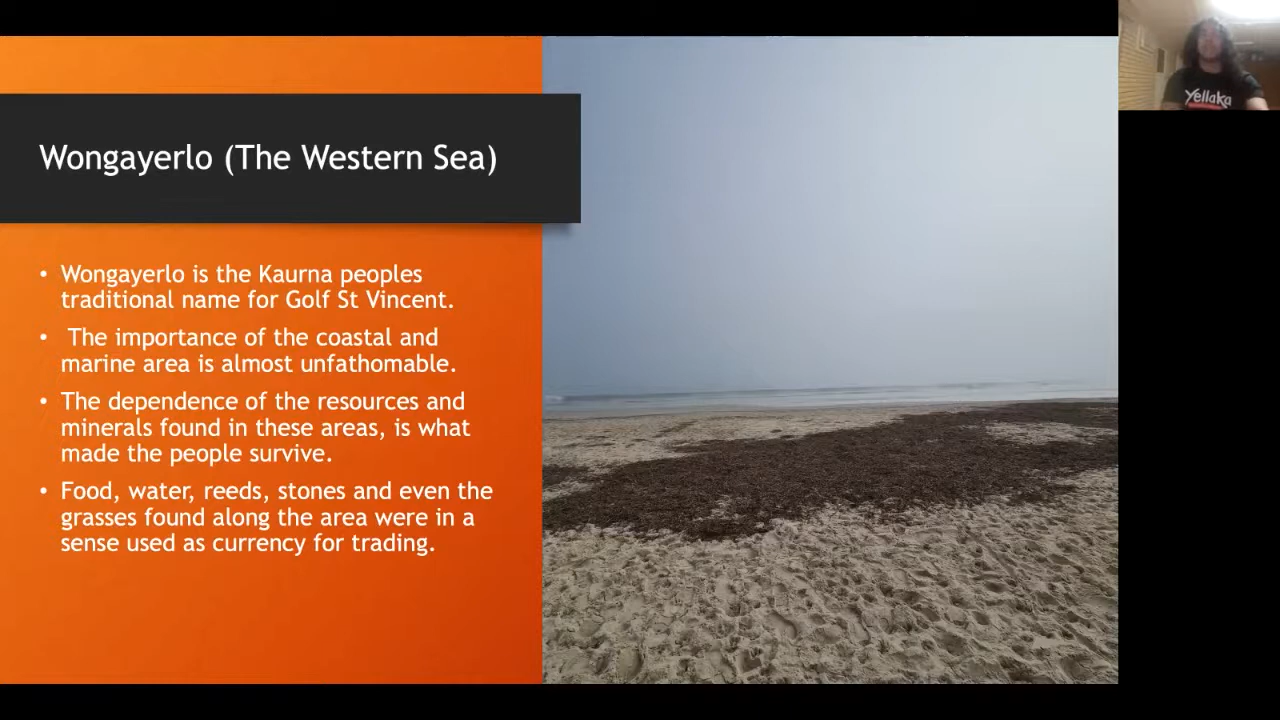 Wongayerlo (The Western Sea)
• Wongayerlo is the Kaurna peoples
traditional name for Golf St Vincent.
• The importance of the coastal and
marine area is almost unfathomable.
• The dependence of the resources and
minerals found in these areas, is what
made the people survive.
• Food, water, reeds, stones and even the
grasses found along the area were in a
sense used as currency for trading.
Yellaka